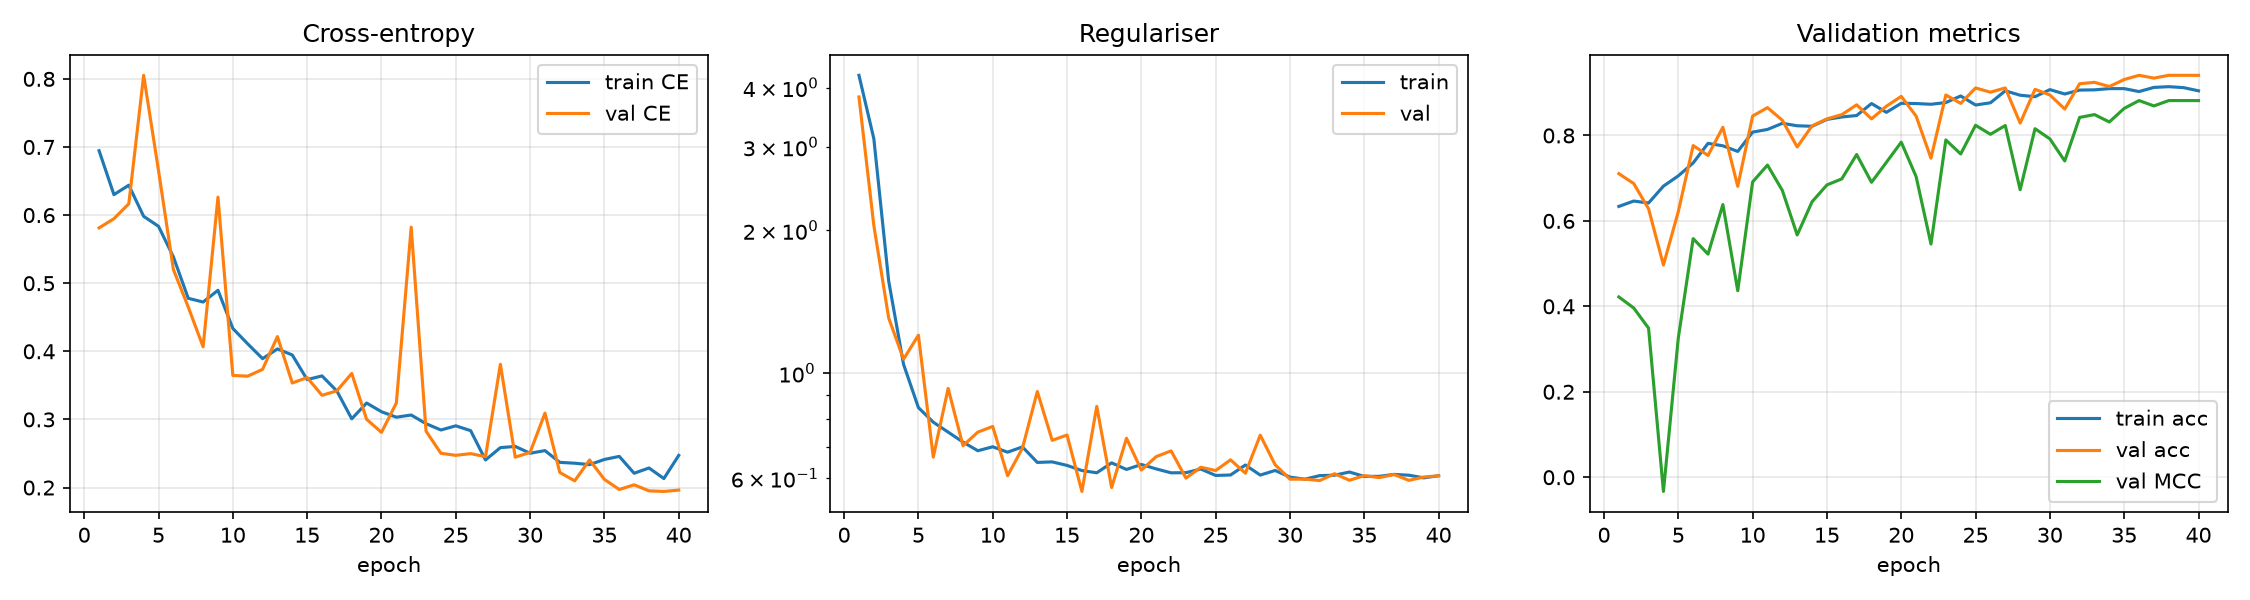 Cross-entropy
0.8
0.7
0.6
0.5
0.4
0.3
0.2
train CE
val CE
0 5 10 15 20 25 30 35 40
epoch
Regulariser
4 × 10⁰
3 × 10⁰
2 × 10⁰
10⁰
6 × 10⁻¹
train
val
0 5 10 15 20 25 30 35 40
epoch
Validation metrics
0.8
0.6
0.4
0.2
0.0
train acc
val acc
val MCC
0 5 10 15 20 25 30 35 40
epoch